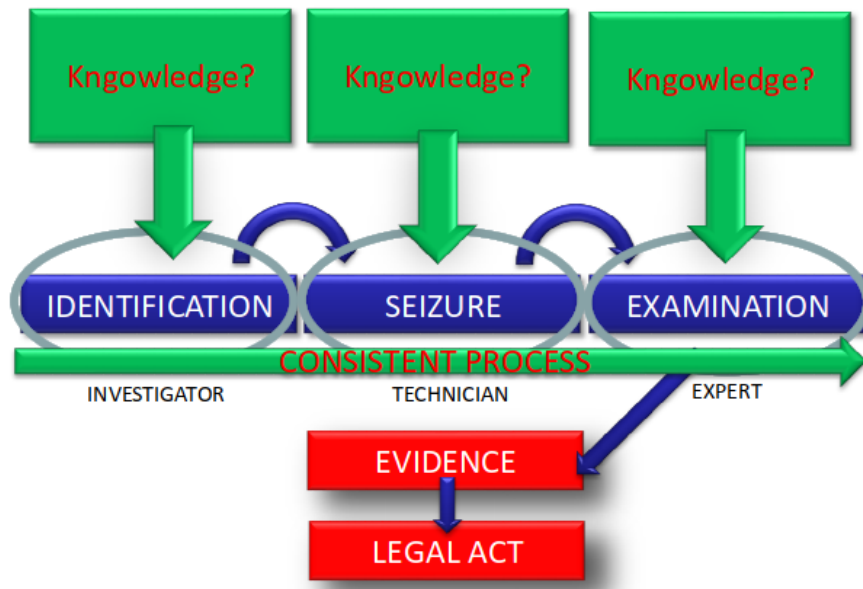 Kngowledge?
Kngowledge?
Kngowledge?
IDENTIFICATION
SEIZURE
EXAMINATION
CONSISTENT PROCESS
INVESTIGATOR
TECHNICIAN
EXPERT
EVIDENCE
LEGAL ACT